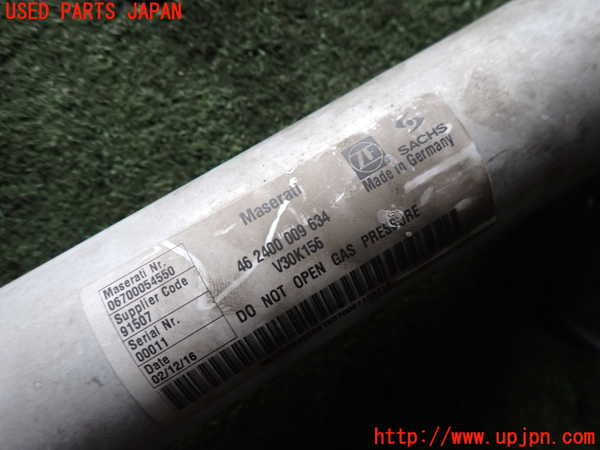 USED PARTS JAPAN
ZF
SACHS
Made in Germany
Maserati
46 2400 009 634
V30K156
DO NOT OPEN GAS PRESSURE
Maserati Nr.
06700054550
Supplier Code
91507
Serial Nr.
00011
Date
02/12/16
http://www.upjpn.com/